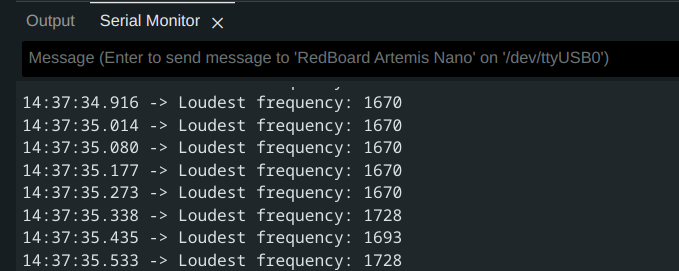 Output Serial Monitor ×
Message (Enter to send message to 'RedBoard Artemis Nano' on '/dev/ttyUSB0')
14:37:34.916 -> Loudest frequency: 1670
14:37:35.014 -> Loudest frequency: 1670
14:37:35.080 -> Loudest frequency: 1670
14:37:35.177 -> Loudest frequency: 1670
14:37:35.273 -> Loudest frequency: 1670
14:37:35.338 -> Loudest frequency: 1728
14:37:35.435 -> Loudest frequency: 1693
14:37:35.533 -> Loudest frequency: 1728